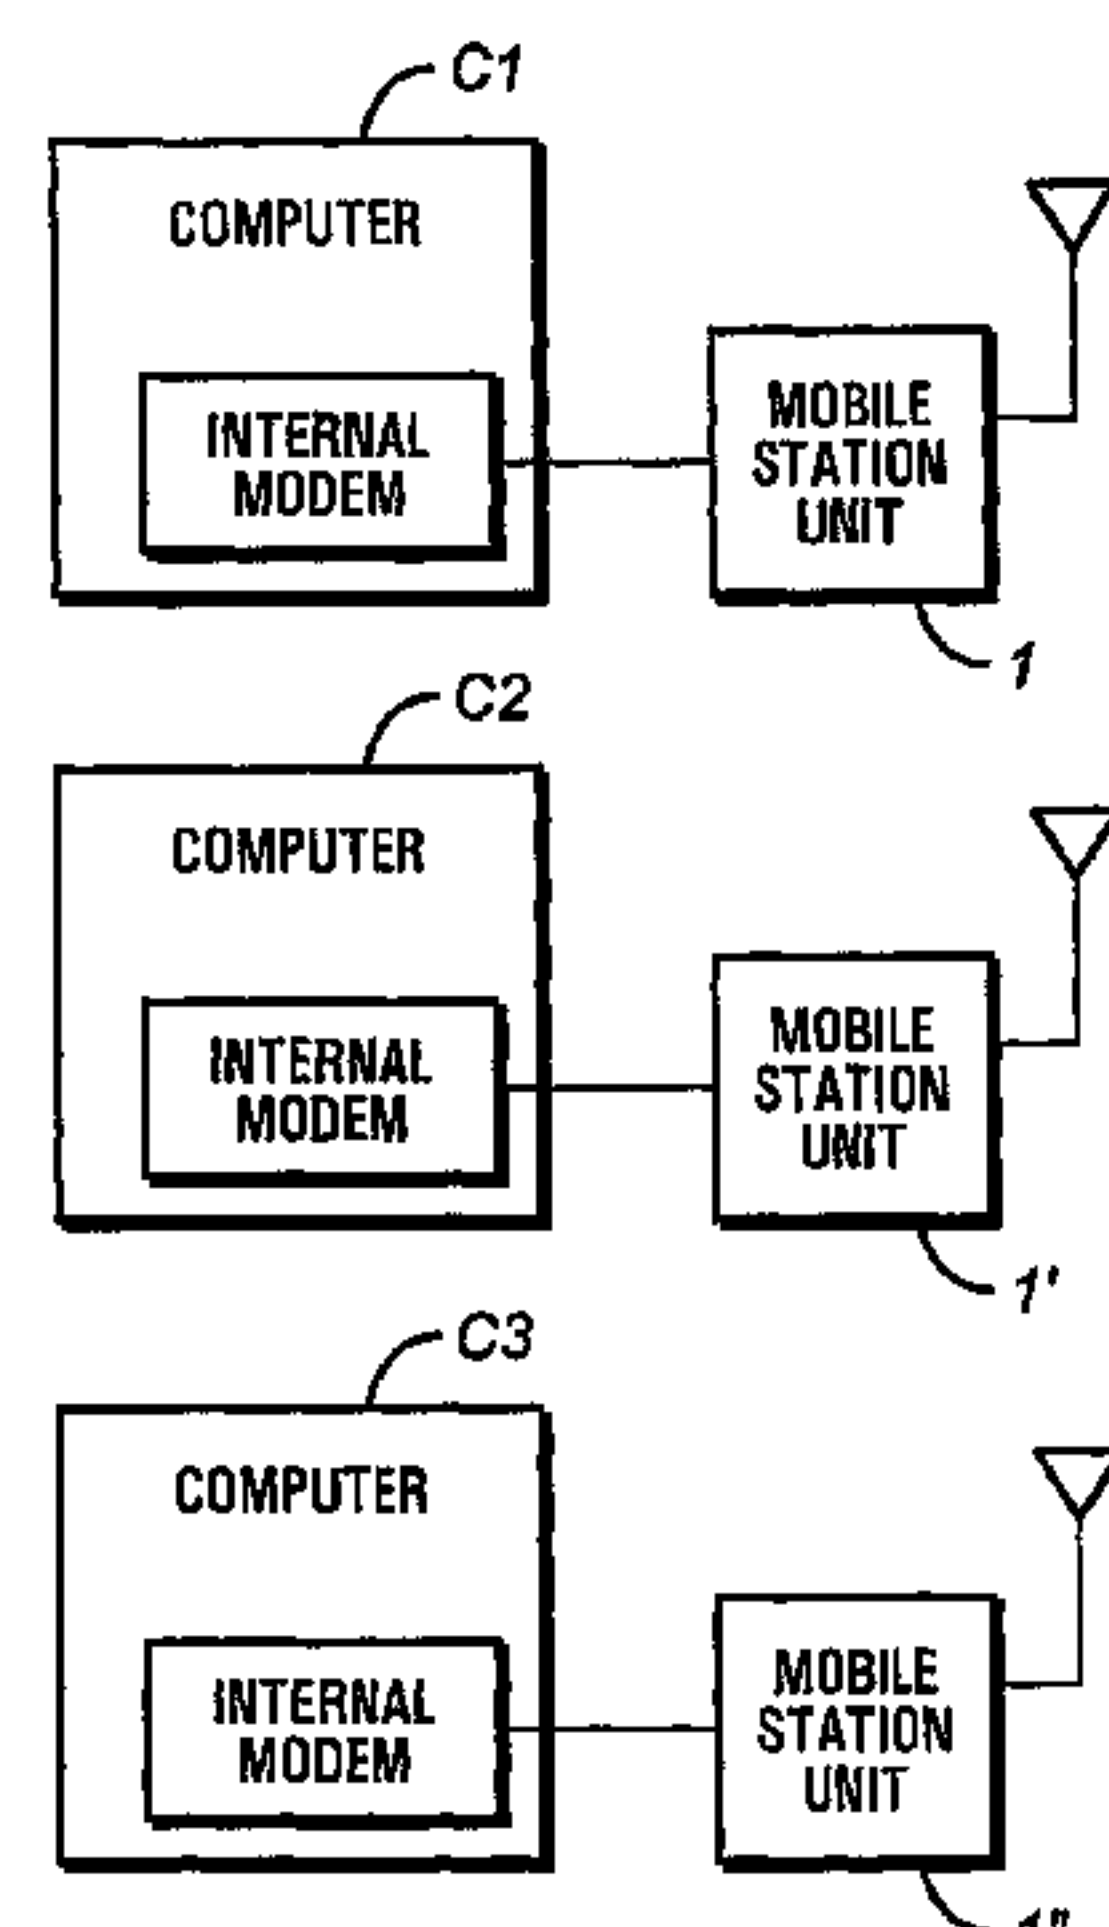 C1
COMPUTER
INTERNAL
MODEM
MOBILE
STATION
UNIT
1
C2
COMPUTER
INTERNAL
MODEM
MOBILE
STATION
UNIT
1'
C3
COMPUTER
INTERNAL
MODEM
MOBILE
STATION
UNIT
1"